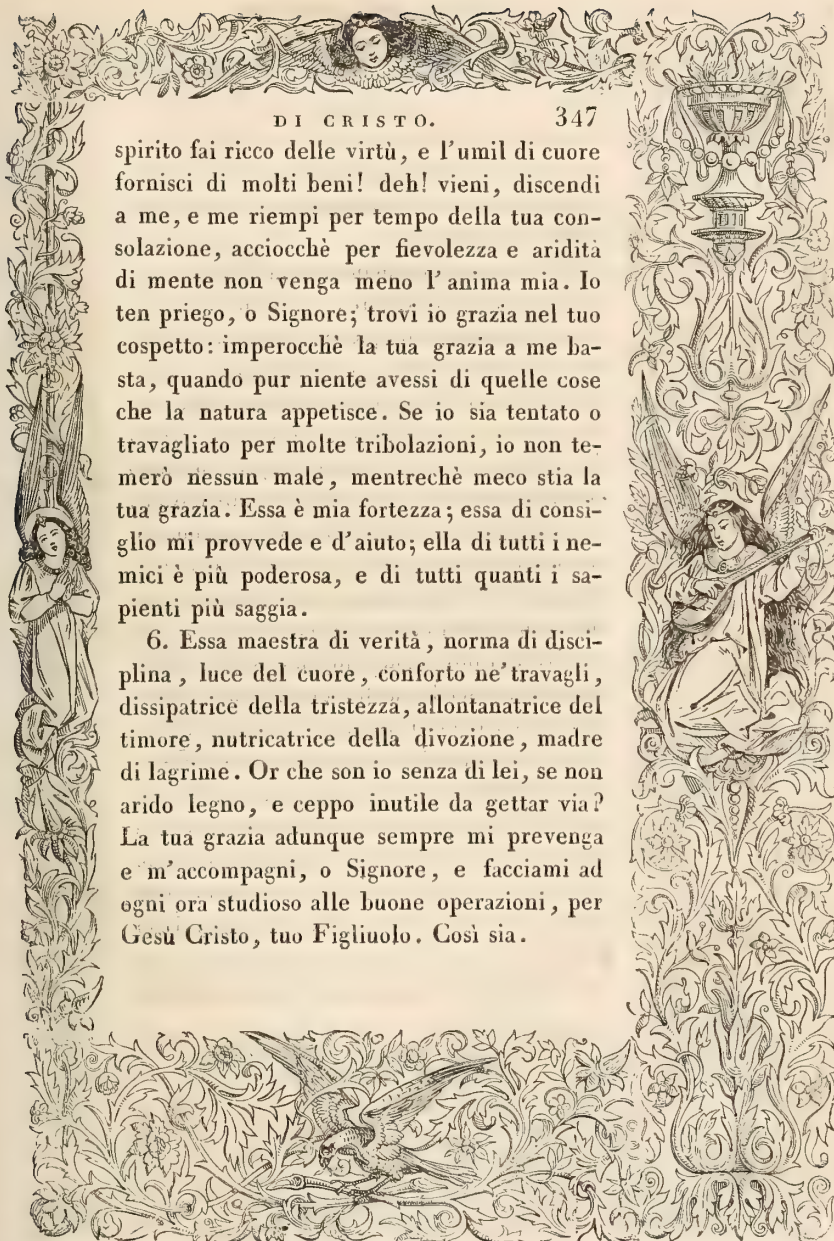 DI CRISTO. 347
spirito fai ricco delle virtù, e l'umil di cuore
fornisci di molti beni! deh! vieni, discendi
a me, e me riempi per tempo della tua con-
solazione, acciocchè per fievolezza e aridità
di mente non venga meno l'anima mia. Io
ten priego, o Signore; trovi io grazia nel tuo
cospetto: imperocchè la tua grazia a me ba-
sta, quando pur niente avessi di quelle cose
che la natura appetisce. Se io sia tentato o
travagliato per molte tribolazioni, io non te-
merò nessun male, mentrechè meco stia la
tua grazia. Essa è mia fortezza; essa di consi-
glio mi provvede e d'aiuto; ella di tutti i ne-
mici è più poderosa, e di tutti quanti i sa-
pienti più saggia.
6. Essa maestra di verità, norma di disci-
plina, luce del cuore, conforto ne' travagli,
dissipatrice della tristezza, allontanatrice del
timore, nutricatrice della divozione, madre
di lagrime. Or che son io senza di lei, se non
arido legno, e ceppo inutile da gettar via?
La tua grazia adunque sempre mi prevenga
e m'accompagni, o Signore, e facciami ad
ogni ora studioso alle buone operazioni, per
Gesù Cristo, tuo Figliuolo. Così sia.